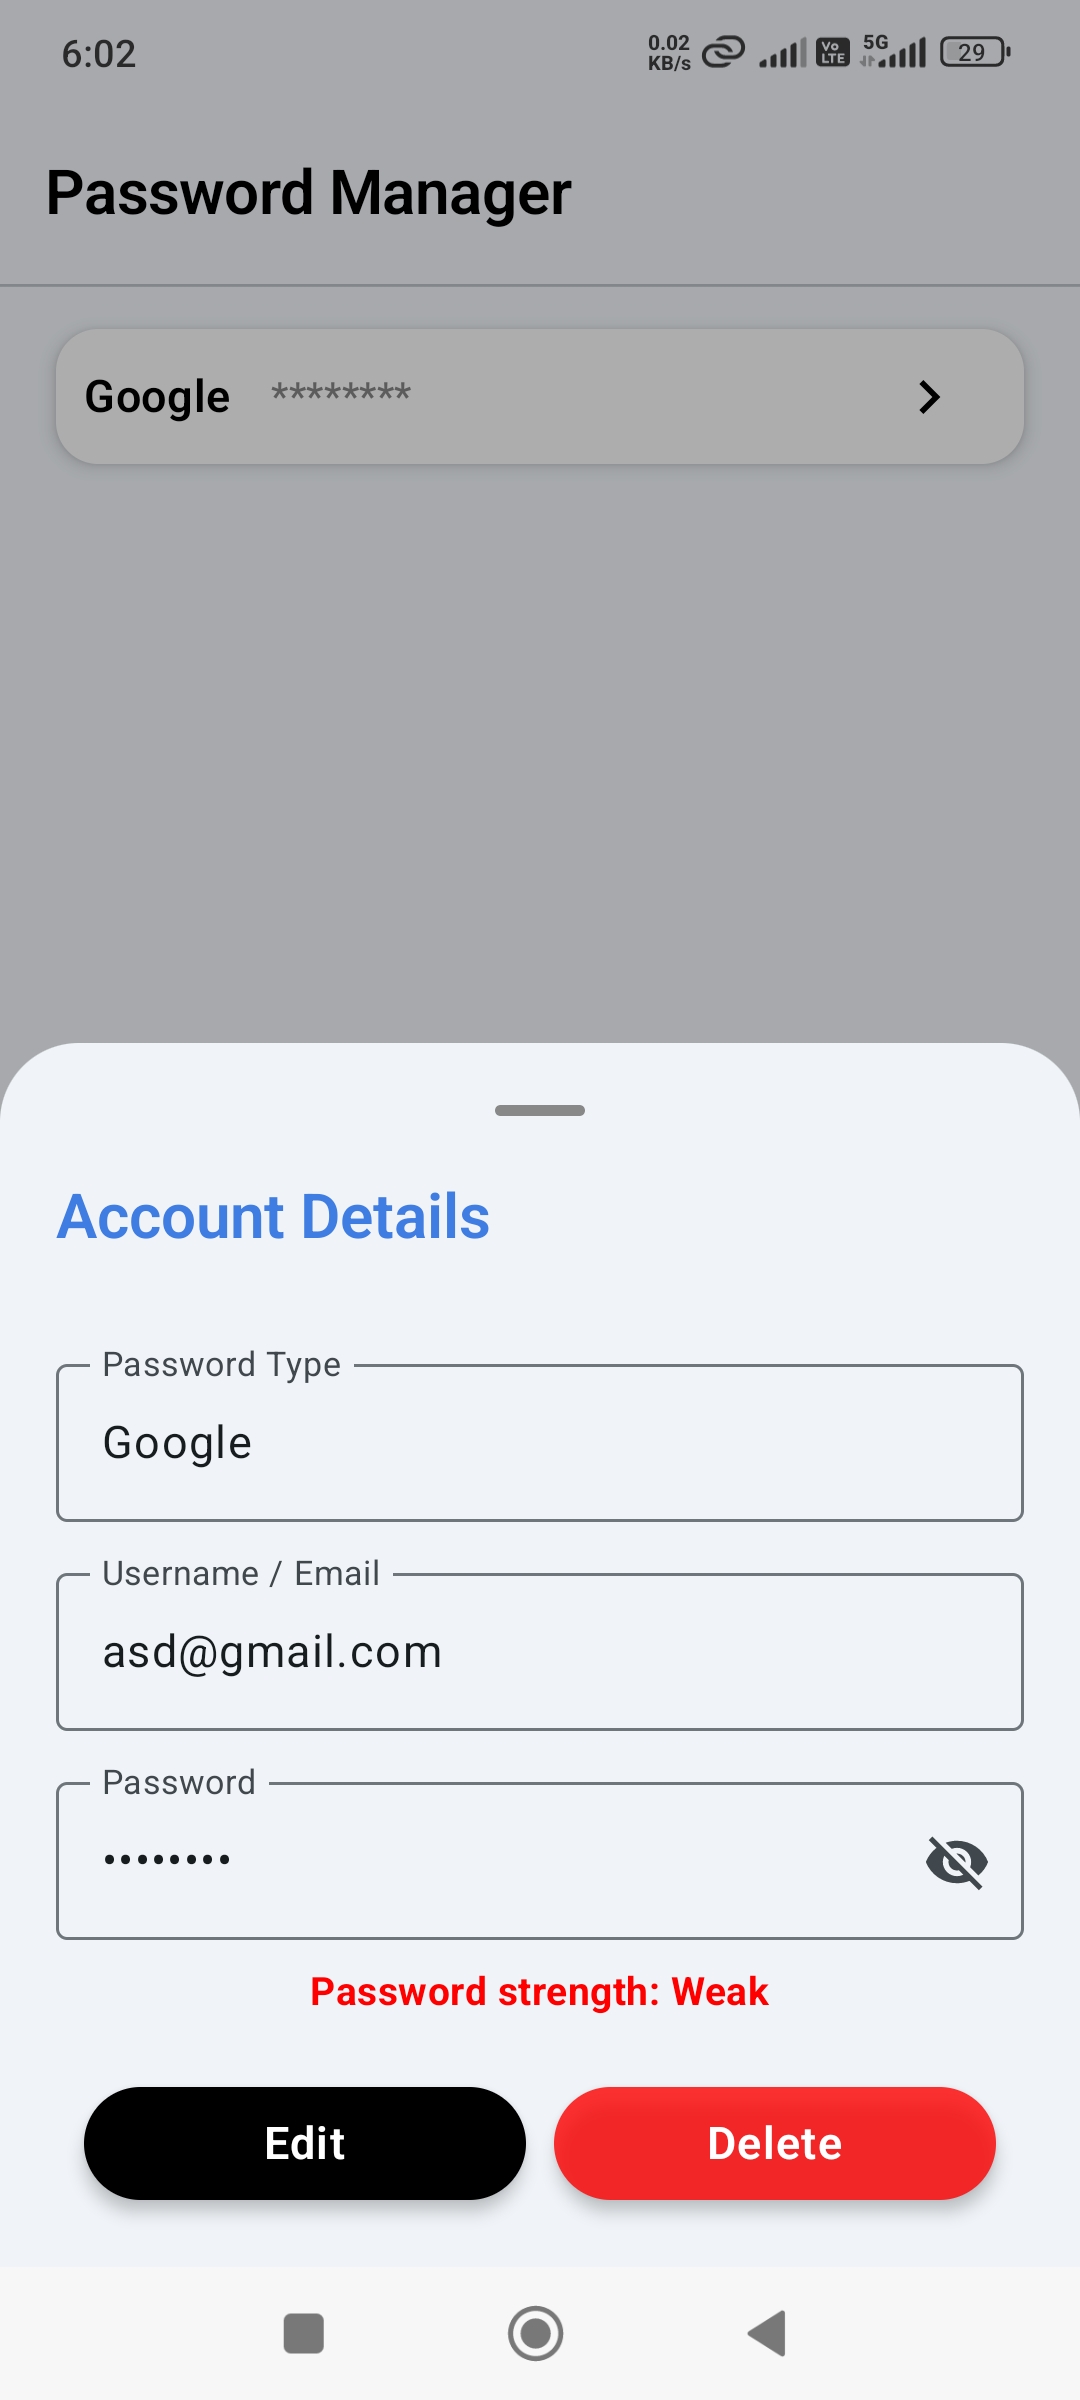 6:02
0.02
KB/s
Vo
LTE
5G
29
Password Manager
Google ********
Account Details
Password Type
Google
Username / Email
asd@gmail.com
Password
••••••••
Password strength: Weak
Edit
Delete